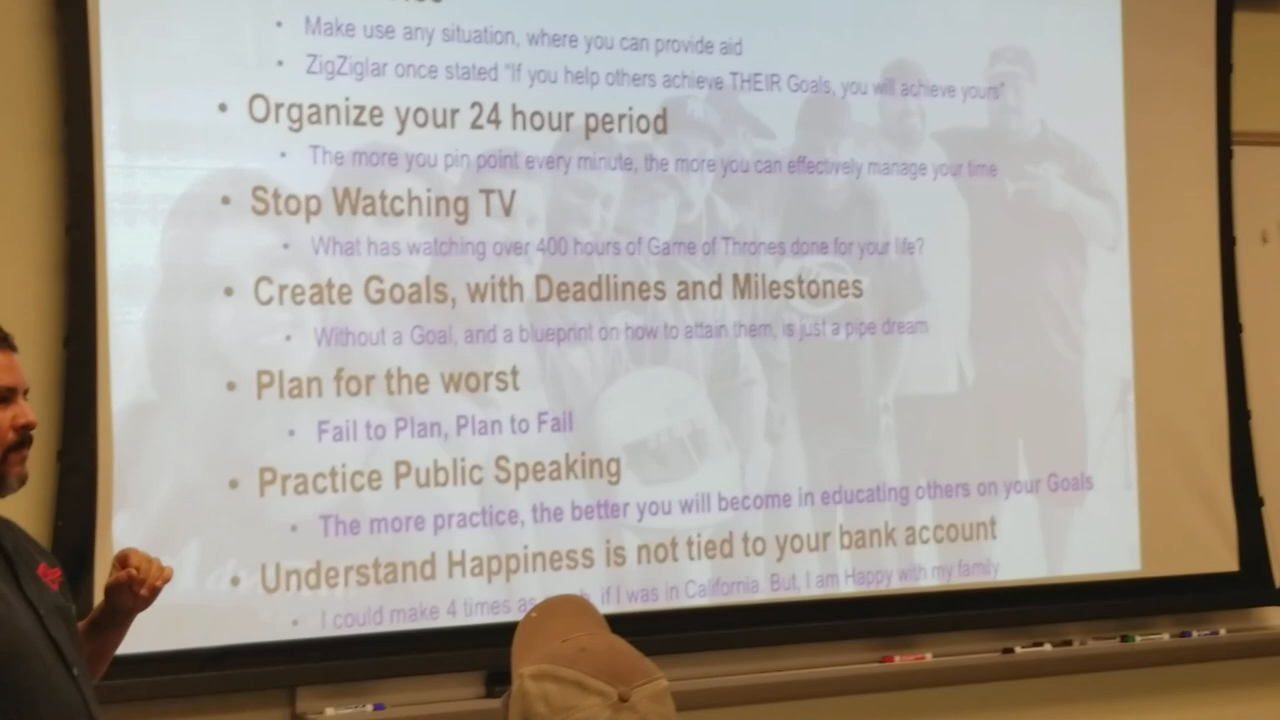 Make use any situation, where you can provide aid
ZigZiglar once stated "If you help others achieve THEIR Goals, you will achieve yours"
Organize your 24 hour period
The more you pin point every minute, the more you can effectively manage your time
Stop Watching TV
What has watching over 400 hours of Game of Thrones done for your life?
Create Goals, with Deadlines and Milestones
Without a Goal, and a blueprint on how to attain them, is just a pipe dream
Plan for the worst
Fail to Plan, Plan to Fail
Practice Public Speaking
The more practice, the better you will become in educating others on your Goals
Understand Happiness is not tied to your bank account
I could make 4 times as if I was in California. But, I am Happy with my family